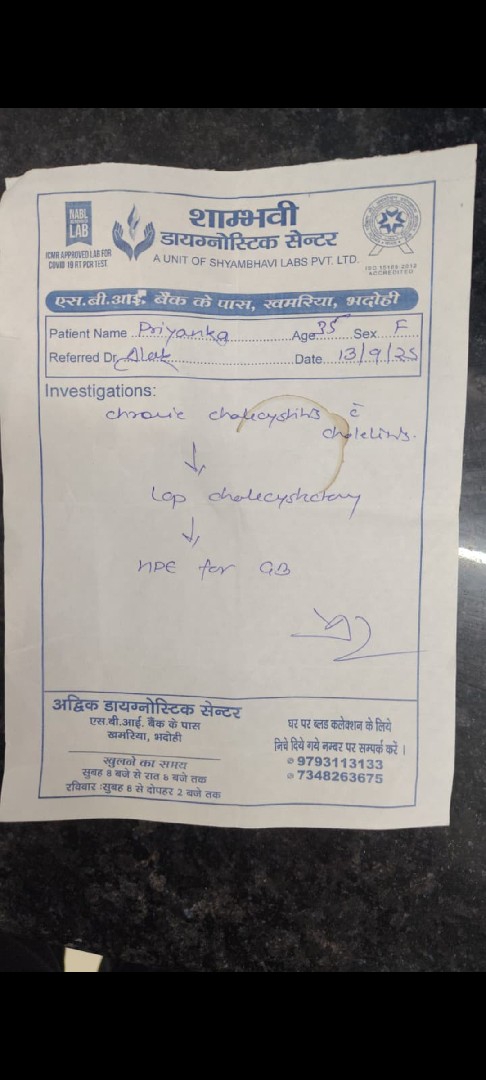 NABL
LAB
ICMR APPROVED LAB FOR
COVID 19 RT PCR TEST
शाम्भवी
डायग्नोस्टिक सेन्टर
A UNIT OF SHYAMBHAVI LABS PVT. LTD.
ISO 15189:2012
ACCREDITED
एस.बी.आई. बैंक के पास, खमरिया, भदोही
Patient Name Priyanka Age 35 Sex F
Referred Dr. Alok Date 13/9/25
Investigations:
chronic cholecystitis c̄
cholelithis.
Lap cholecystectomy
HPE for GB
अद्विक डायग्नोस्टिक सेन्टर
एस.बी.आई. बैंक के पास
खमरिया, भदोही
खुलने का समय
सुबह 8 बजे से रात 8 बजे तक
रविवार :सुबह 8 से दोपहर 2 बजे तक
घर पर ब्लड कलेक्शन के लिये
निचे दिये गये नम्बर पर सम्पर्क करें ।
9793113133
7348263675